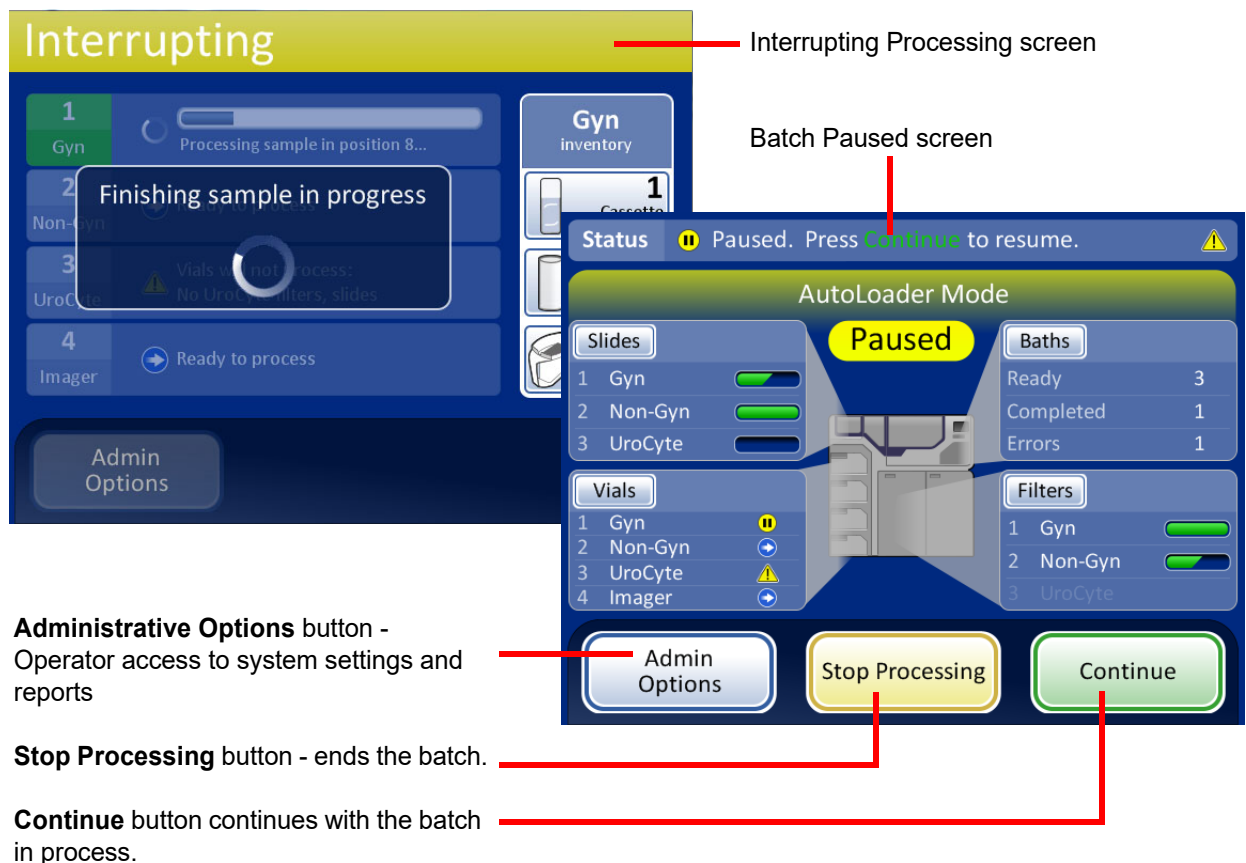 Interrupting
Interrupting Processing screen
1
Gyn
Processing sample in position 8...
Gyn
inventory
Batch Paused screen
2
Non-Gyn
Ready to process
Finishing sample in progress
1
Cassette
3
UroCyte
Vials will not process:
No UroCyte filters, slides
4
Imager
Ready to process
Admin
Options
Status Paused. Press Continue to resume.
AutoLoader Mode
Paused
Slides
1 Gyn
2 Non-Gyn
3 UroCyte
Baths
Ready 3
Completed 1
Errors 1
Vials
1 Gyn
2 Non-Gyn
3 UroCyte
4 Imager
Filters
1 Gyn
2 Non-Gyn
3 UroCyte
Admin
Options
Stop Processing
Continue
Administrative Options button -
Operator access to system settings and
reports
Stop Processing button - ends the batch.
Continue button continues with the batch
in process.